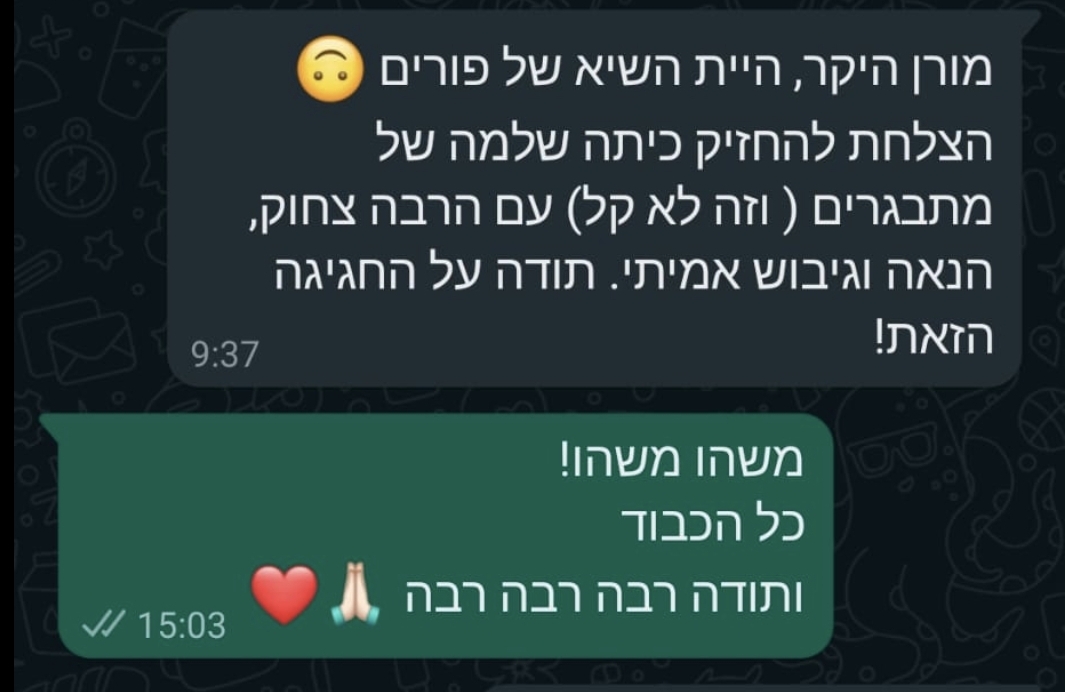 מורן היקר, היית השיא של פורים 🙃
הצלחת להחזיק כיתה שלמה של
מתבגרים ( וזה לא קל) עם הרבה צחוק,
הנאה וגיבוש אמיתי. תודה על החגיגה
הזאת!
9:37
משהו משהו!
כל הכבוד
ותודה רבה רבה רבה 🙏🏻❤️
15:03